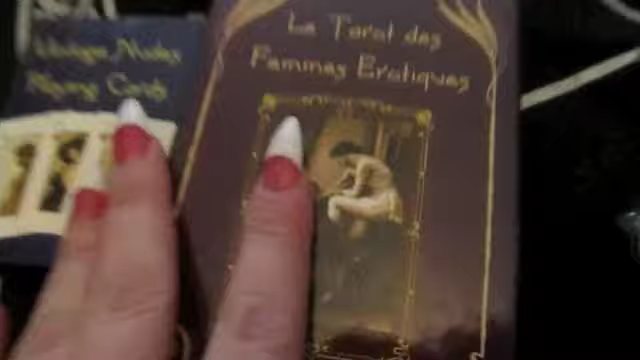 Vintage Nudes
Playing Cards
Le Tarot des
Femmes Erotiques